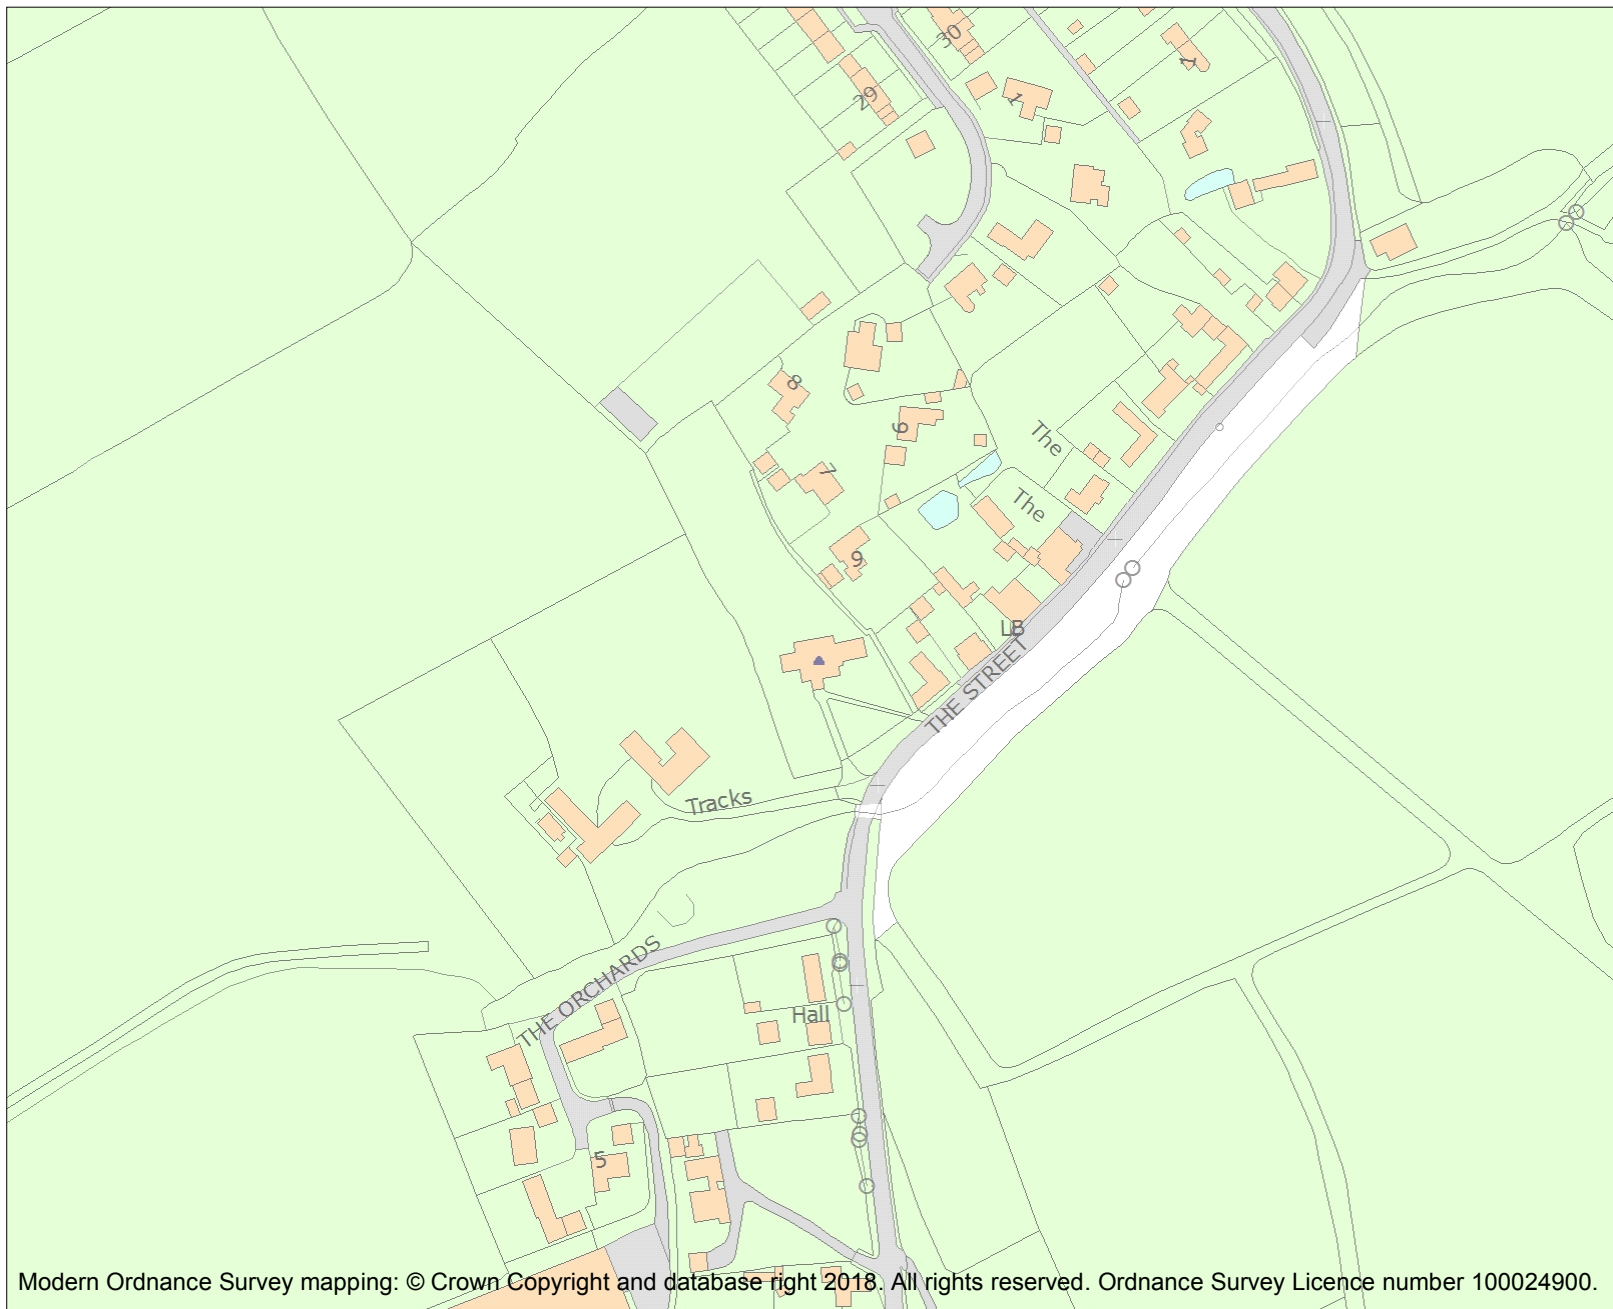 30
1
29
1
8
6
The
7
The
9
LB
THE STREET
Tracks
THE ORCHARDS
Hall
5
Modern Ordnance Survey mapping: © Crown Copyright and database right 2018. All rights reserved. Ordnance Survey Licence number 100024900.